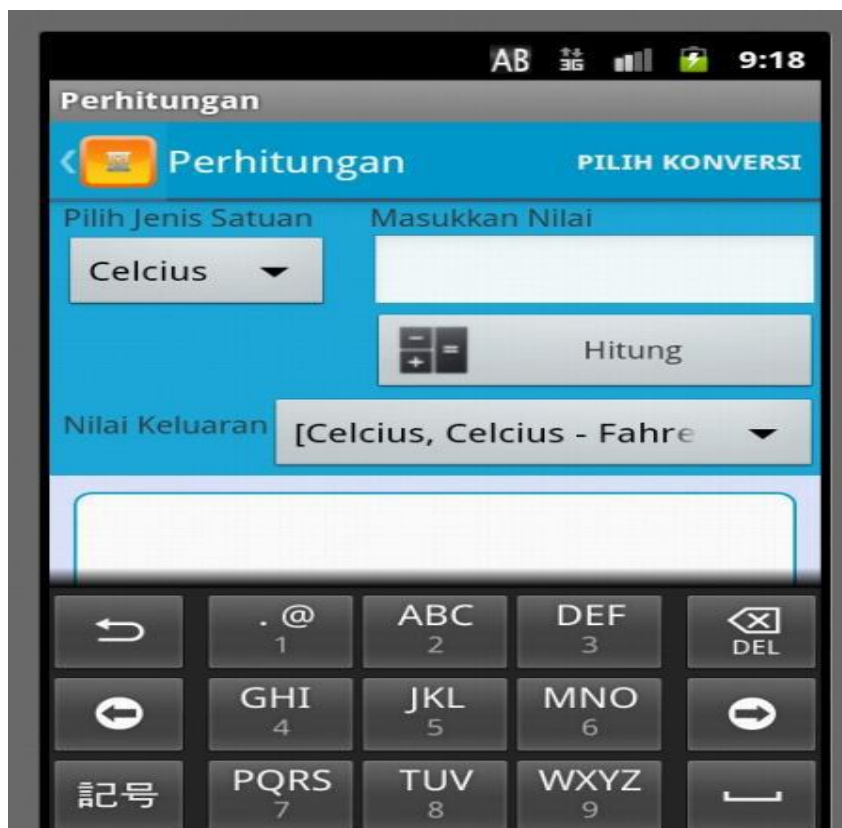 AB 3G 9:18
Perhitungan
Perhitungan PILIH KONVERSI
Pilih Jenis Satuan Masukkan Nilai
Celcius
Hitung
Nilai Keluaran [Celcius, Celcius - Fahre
. @ ABC DEF
1 2 3 DEL
GHI JKL MNO
4 5 6
記号 PQRS TUV WXYZ
7 8 9